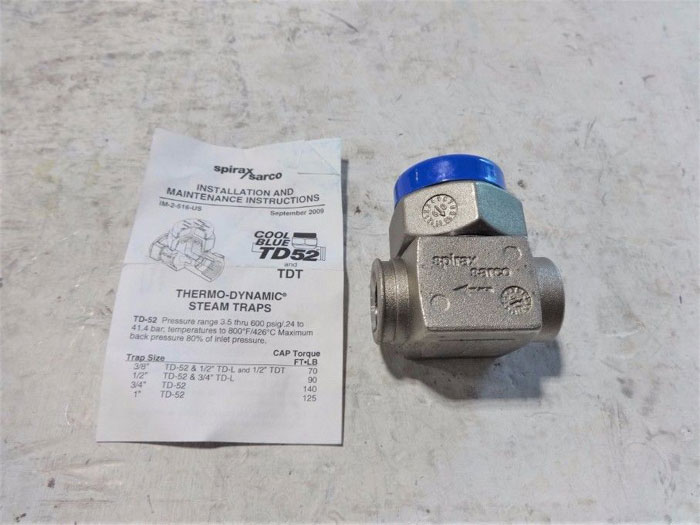 spirax
sarco
INSTALLATION AND
MAINTENANCE INSTRUCTIONS
IM-2-516-US
September 2009
COOL
BLUE
TD52
and
TDT
THERMO-DYNAMIC®
STEAM TRAPS
TD-52 Pressure range 3.5 thru 600 psig/.24 to
41.4 bar; temperatures to 800°F/426°C Maximum
back pressure 80% of inlet pressure.
CAP Torque
Trap Size FT•LB
3/8" TD-52 & 1/2" TD-L and 1/2" TDT 70
1/2" TD-52 & 3/4" TD-L 90
3/4" TD-52 140
1" TD-52 125
spirax
sarco